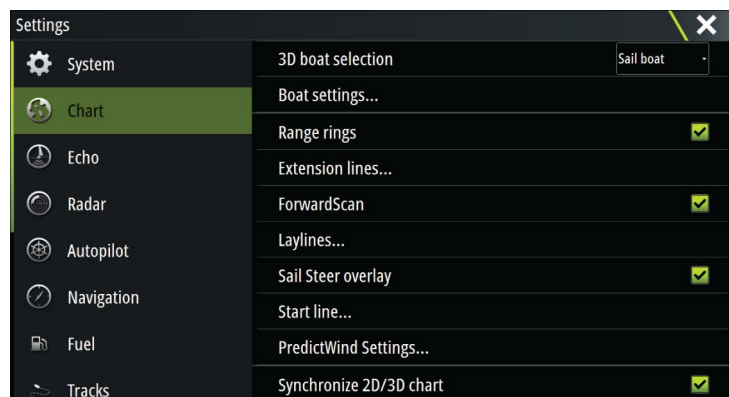 Settings
System
Chart
Echo
Radar
Autopilot
Navigation
Fuel
Tracks
3D boat selection Sail boat
Boat settings...
Range rings
Extension lines...
ForwardScan
Laylines...
Sail Steer overlay
Start line...
PredictWind Settings...
Synchronize 2D/3D chart